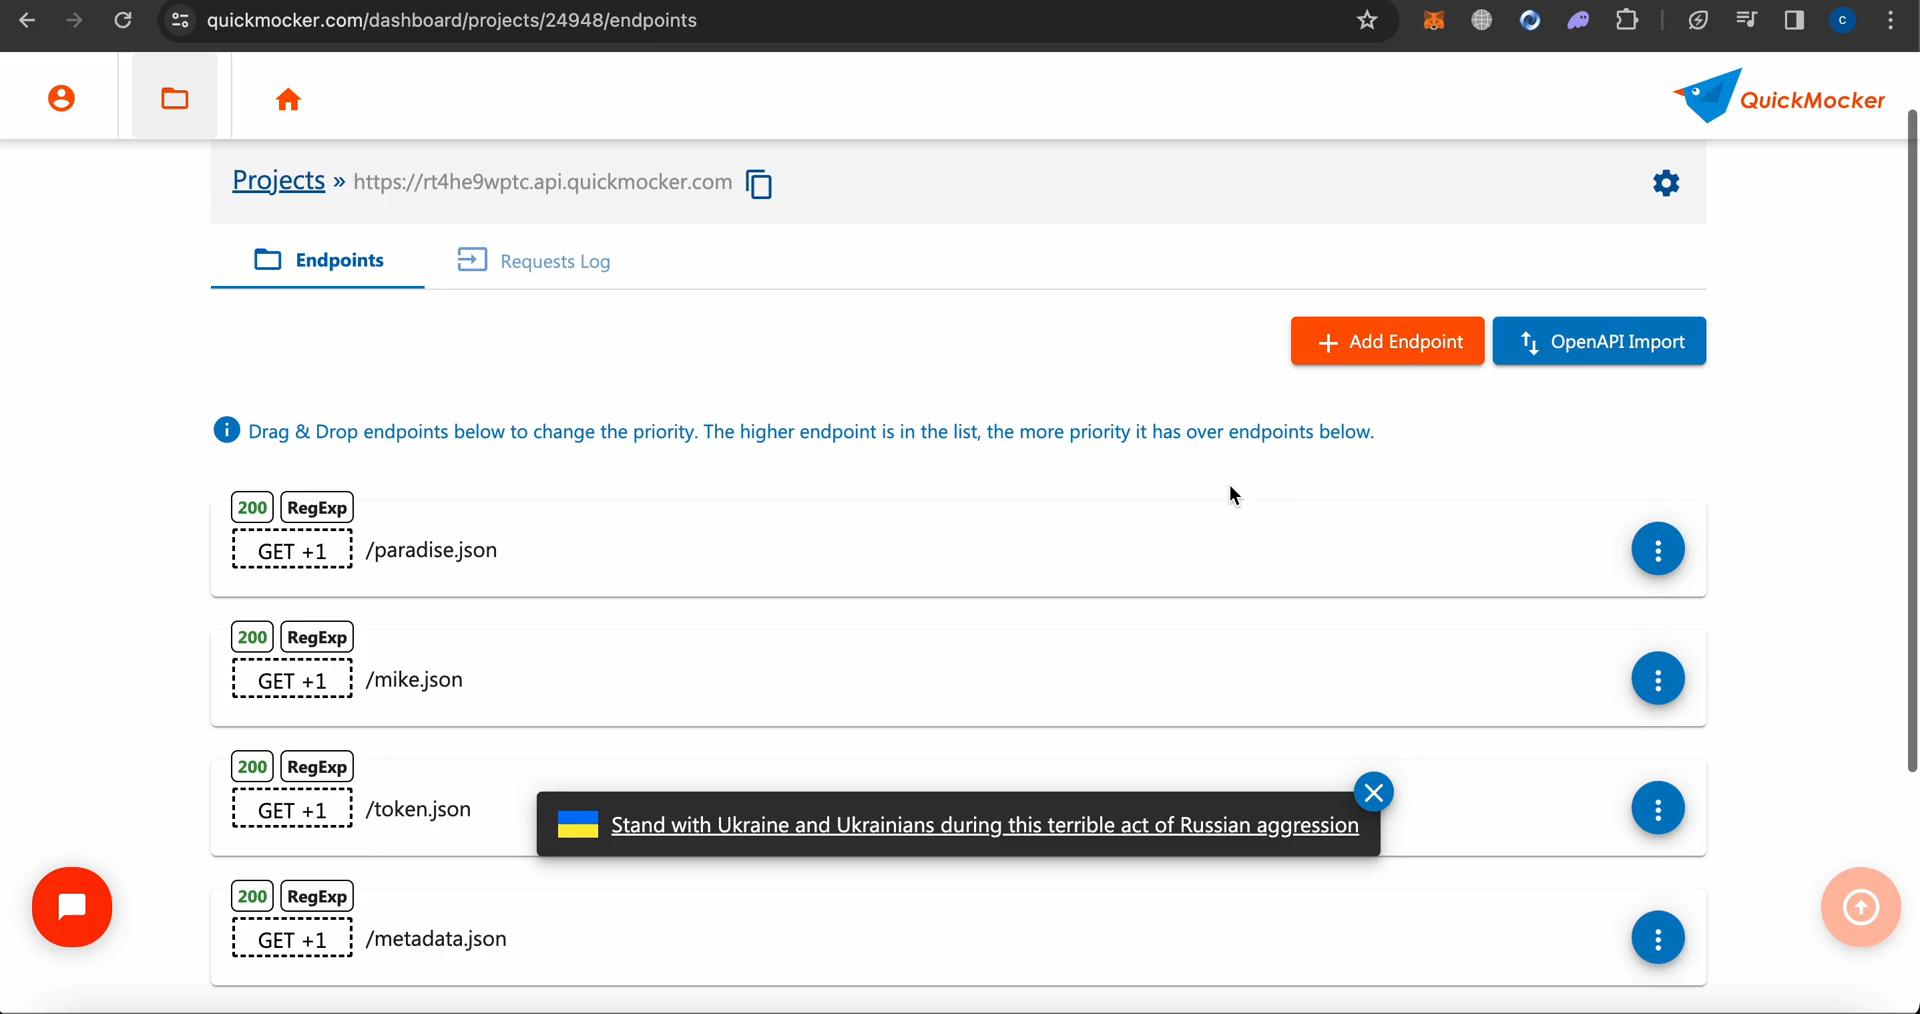 quickmocker.com/dashboard/projects/24948/endpoints
C
QuickMocker
Projects » https://rt4he9wptc.api.quickmocker.com
Endpoints
Requests Log
+ Add Endpoint
OpenAPI Import
Drag & Drop endpoints below to change the priority. The higher endpoint is in the list, the more priority it has over endpoints below.
200 RegExp
GET +1 /paradise.json
200 RegExp
GET +1 /mike.json
200 RegExp
GET +1 /token.json
Stand with Ukraine and Ukrainians during this terrible act of Russian aggression
200 RegExp
GET +1 /metadata.json